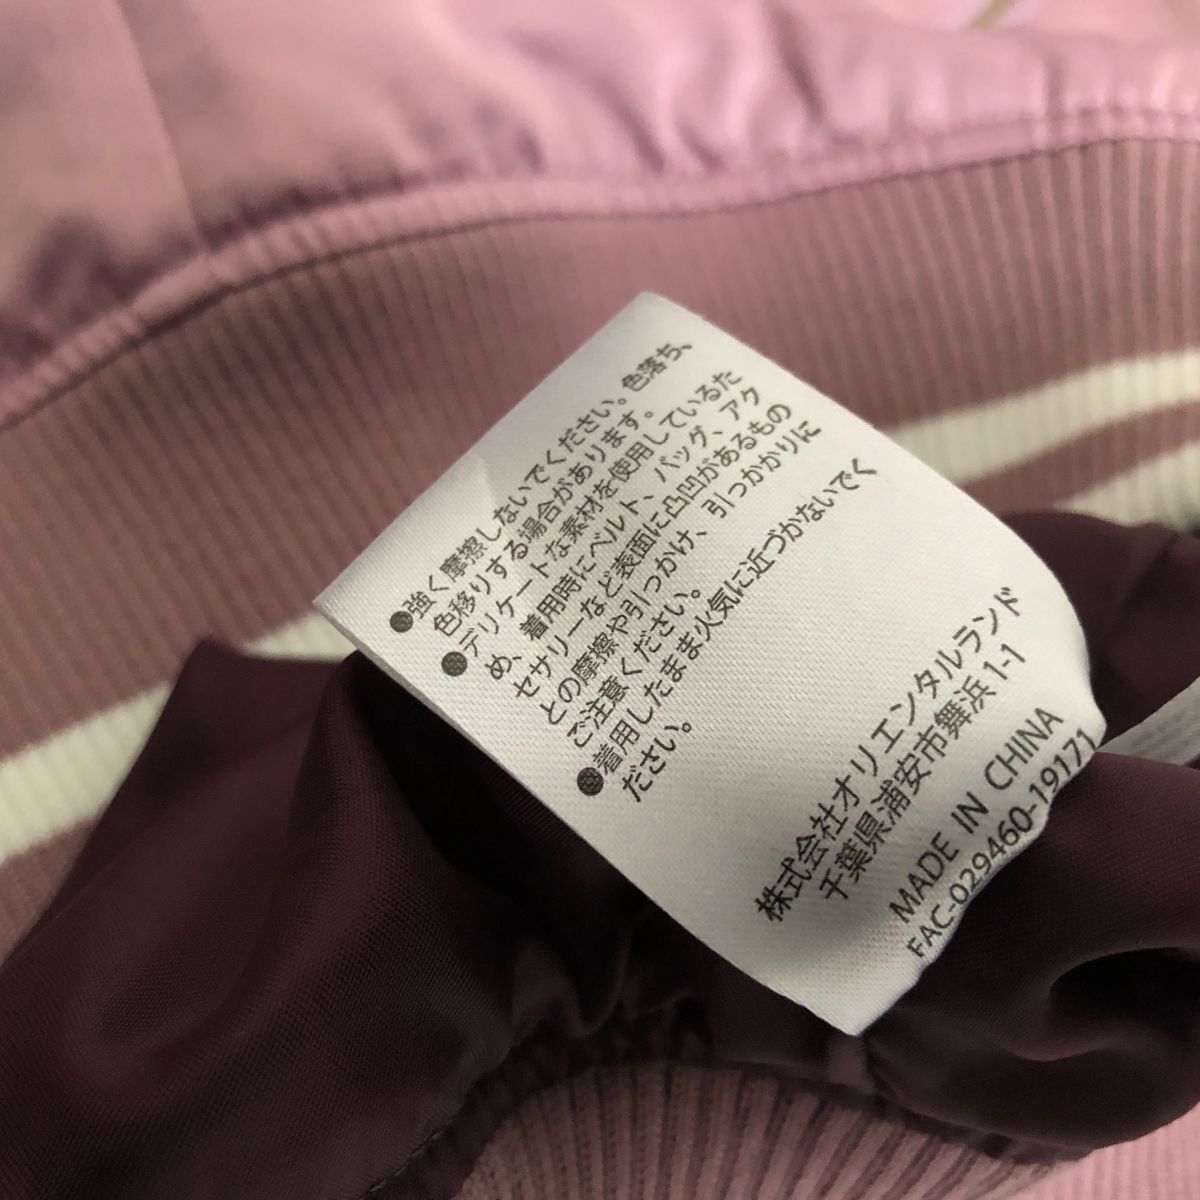 ●強く摩擦しないでください。色落ち、
色移りする場合があります。
●デリケートな素材を使用しているた
め、着用時にベルト、バッグ、アク
セサリーなど表面に凸凹があるもの
との摩擦や引っかけ、引っかかりに
ご注意ください。
●着用したまま火気に近づかないでく
ださい。
株式会社オリエンタルランド
千葉県浦安市舞浜1-1
MADE IN CHINA
FAC-029460-19171